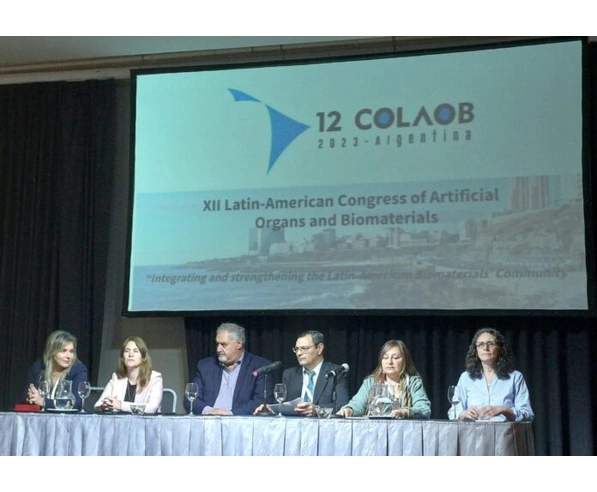 12 COLAOB
2023-Argentina
XII Latin-American Congress of Artificial
Organs and Biomaterials
"Integrating and strengthening the Latin-American Biomaterials' Community"